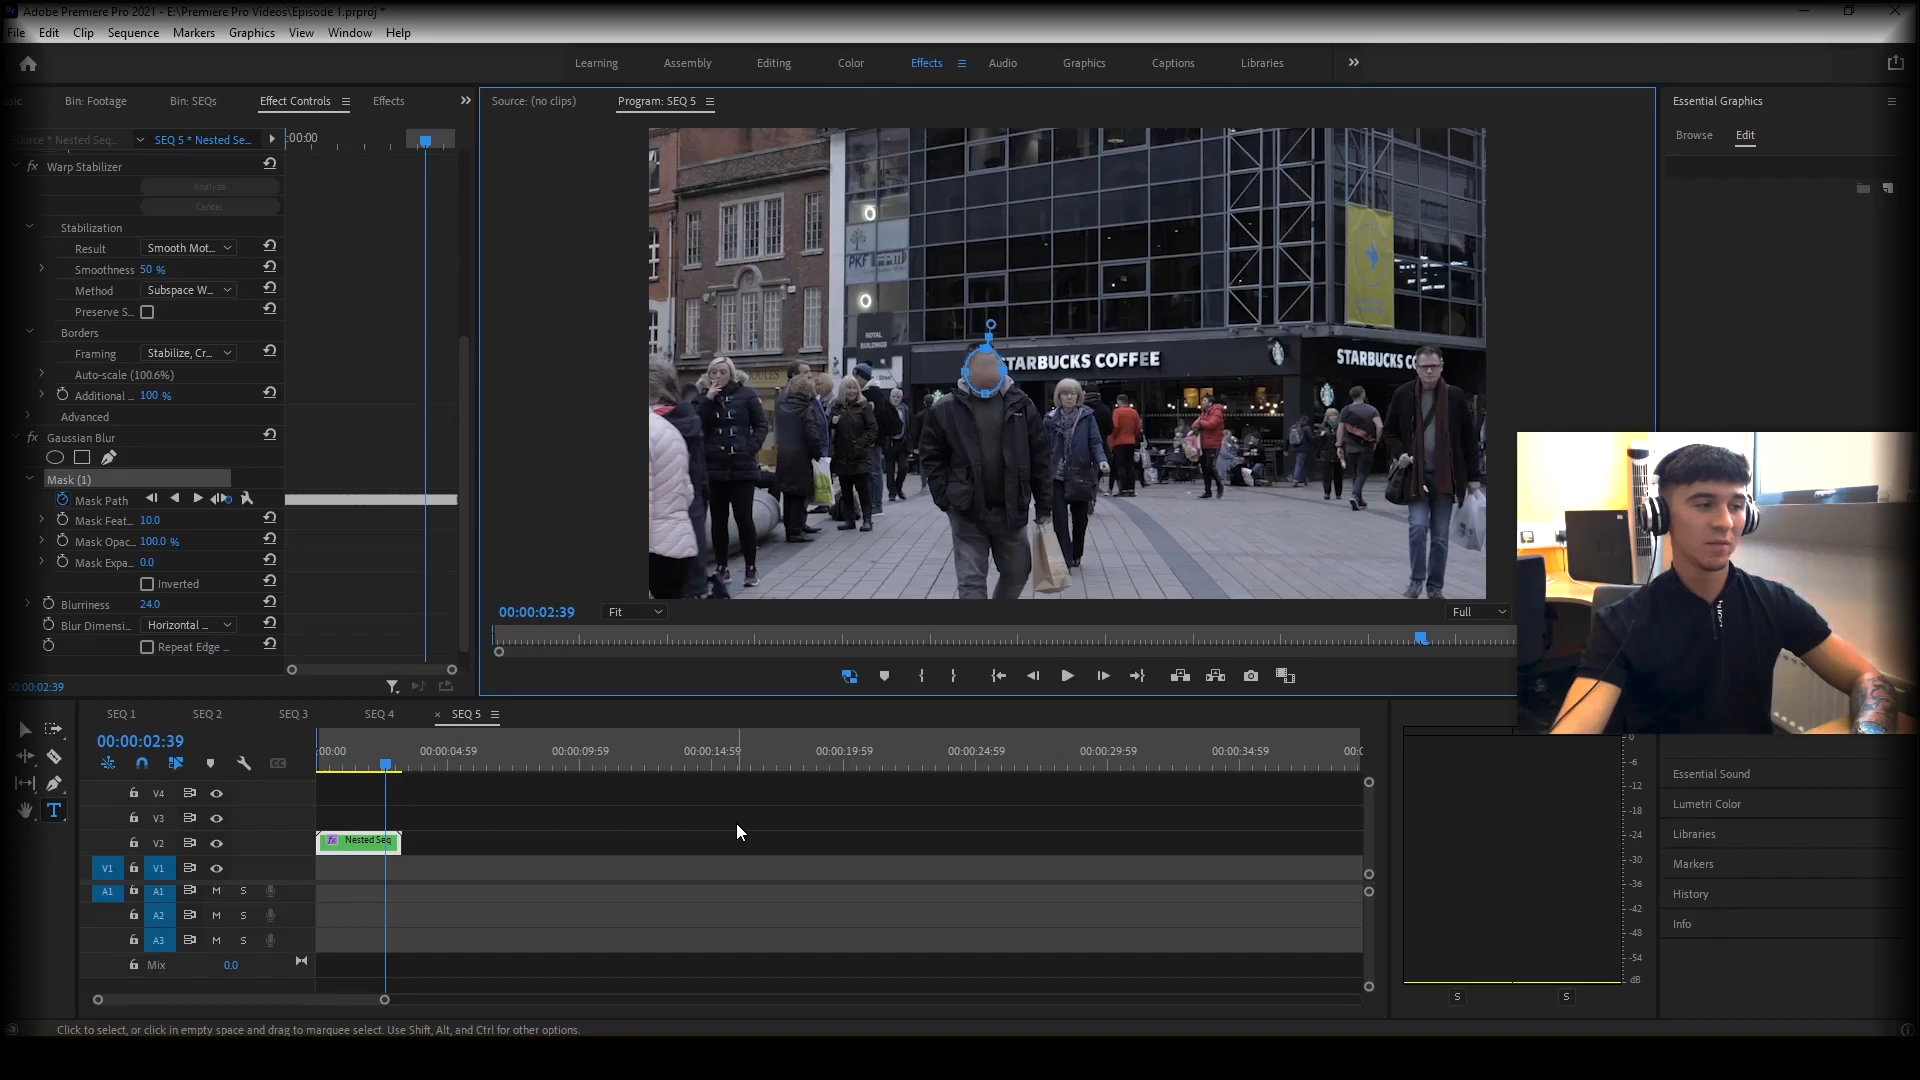 Adobe Premiere Pro 2021 - E:\Premiere Pro Videos\Episode 1.prproj *
File Edit Clip Sequence Markers Graphics View Window Help
Learning Assembly Editing Color Effects Audio Graphics Captions Libraries
Bin: Footage Bin: SEQs Effect Controls Effects
Source: (no clips) Program: SEQ 5
Essential Graphics
Browse Edit
Source * Nested Seq... SEQ 5 * Nested Se... :00:00
fx Warp Stabilizer
Analyse
Cancel
Stabilization
Result Smooth Mot...
Smoothness 50 %
Method Subspace W...
Preserve S...
Borders
Framing Stabilize, Cr...
Auto-scale (100.6%)
Additional ... 100 %
Advanced
fx Gaussian Blur
Mask (1)
Mask Path
Mask Feat... 10.0
Mask Opac... 100.0 %
Mask Expa... 0.0
Inverted
Blurriness 24.0
Blur Dimensi... Horizontal ...
Repeat Edge ...
00:00:02:39
PKF FPM
ROYAL BUILDINGS
STARBUCKS COFFEE
STARBUCKS CO
00:00:02:39 Fit Full
SEQ 1 SEQ 2 SEQ 3 SEQ 4 × SEQ 5
00:00:02:39
:00:00 00:00:04:59 00:00:09:59 00:00:14:59 00:00:19:59 00:00:24:59 00:00:29:59 00:00:34:59 00:0
V4
V3
V2 fx Nested Seq
V1 V1
A1 A1 M S
A2 M S
A3 M S
Mix 0.0
0
-6
-12
-18
-24
-30
-36
-42
-48
-54
dB
S S
Essential Sound
Lumetri Color
Libraries
Markers
History
Info
Click to select, or click in empty space and drag to marquee select. Use Shift, Alt, and Ctrl for other options.